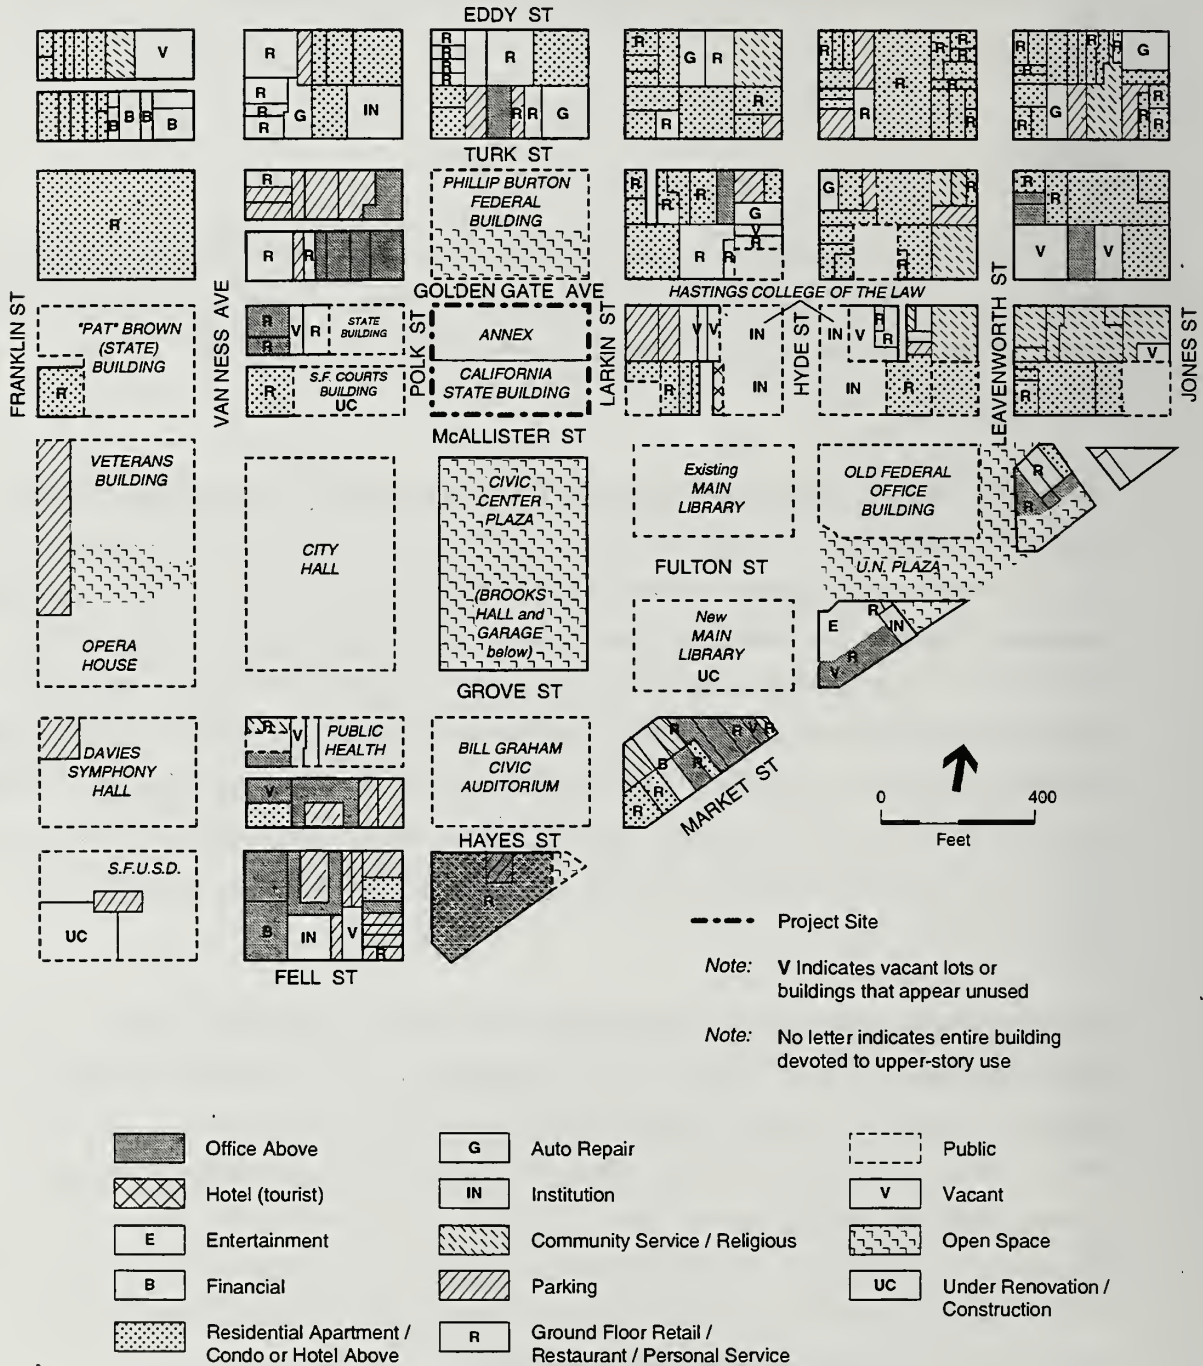 EDDY ST
R
V
B
B
B
B
R
R
R
R
G
IN
R
R
R
R
R
R
R
G
G
R
R
R
R
R
R
R
R
R
R
R
R
G
R
G
R
R
R
R
TURK ST
R
R
R
R
PHILLIP BURTON
FEDERAL
BUILDING
R
R
R
G
V
R
R
R
G
R
R
R
R
V
V
FRANKLIN ST
VAN NESS AVE
POLK ST
GOLDEN GATE AVE
LARKIN ST
HASTINGS COLLEGE OF THE LAW
HYDE ST
LEAVENWORTH ST
JONES ST
"PAT" BROWN
(STATE)
BUILDING
R
R
R
V
R
STATE
BUILDING
R
S.F. COURTS
BUILDING
UC
ANNEX
CALIFORNIA
STATE BUILDING
V
V
IN
R
IN
IN
V
R
R
IN
R
V
R
R
McALLISTER ST
VETERANS
BUILDING
OPERA
HOUSE
CITY
HALL
CIVIC
CENTER
PLAZA
(BROOKS
HALL and
GARAGE
below)
Existing
MAIN
LIBRARY
OLD FEDERAL
OFFICE
BUILDING
R
R
FULTON ST
U.N. PLAZA
New
MAIN
LIBRARY
UC
E
R
IN
R
V
GROVE ST
DAVIES
SYMPHONY
HALL
R
V
PUBLIC
HEALTH
V
BILL GRAHAM
CIVIC
AUDITORIUM
R
R
V
R
B
R
R
R
MARKET ST
0
400
Feet
HAYES ST
S.F.U.S.D.
UC
B
IN
V
R
R
FELL ST
Project Site
Note: V Indicates vacant lots or
buildings that appear unused
Note: No letter indicates entire building
devoted to upper-story use
Office Above
Hotel (tourist)
E Entertainment
B Financial
Residential Apartment /
Condo or Hotel Above
G Auto Repair
IN Institution
Community Service / Religious
Parking
R Ground Floor Retail /
Restaurant / Personal Service
Public
V Vacant
Open Space
UC Under Renovation /
Construction